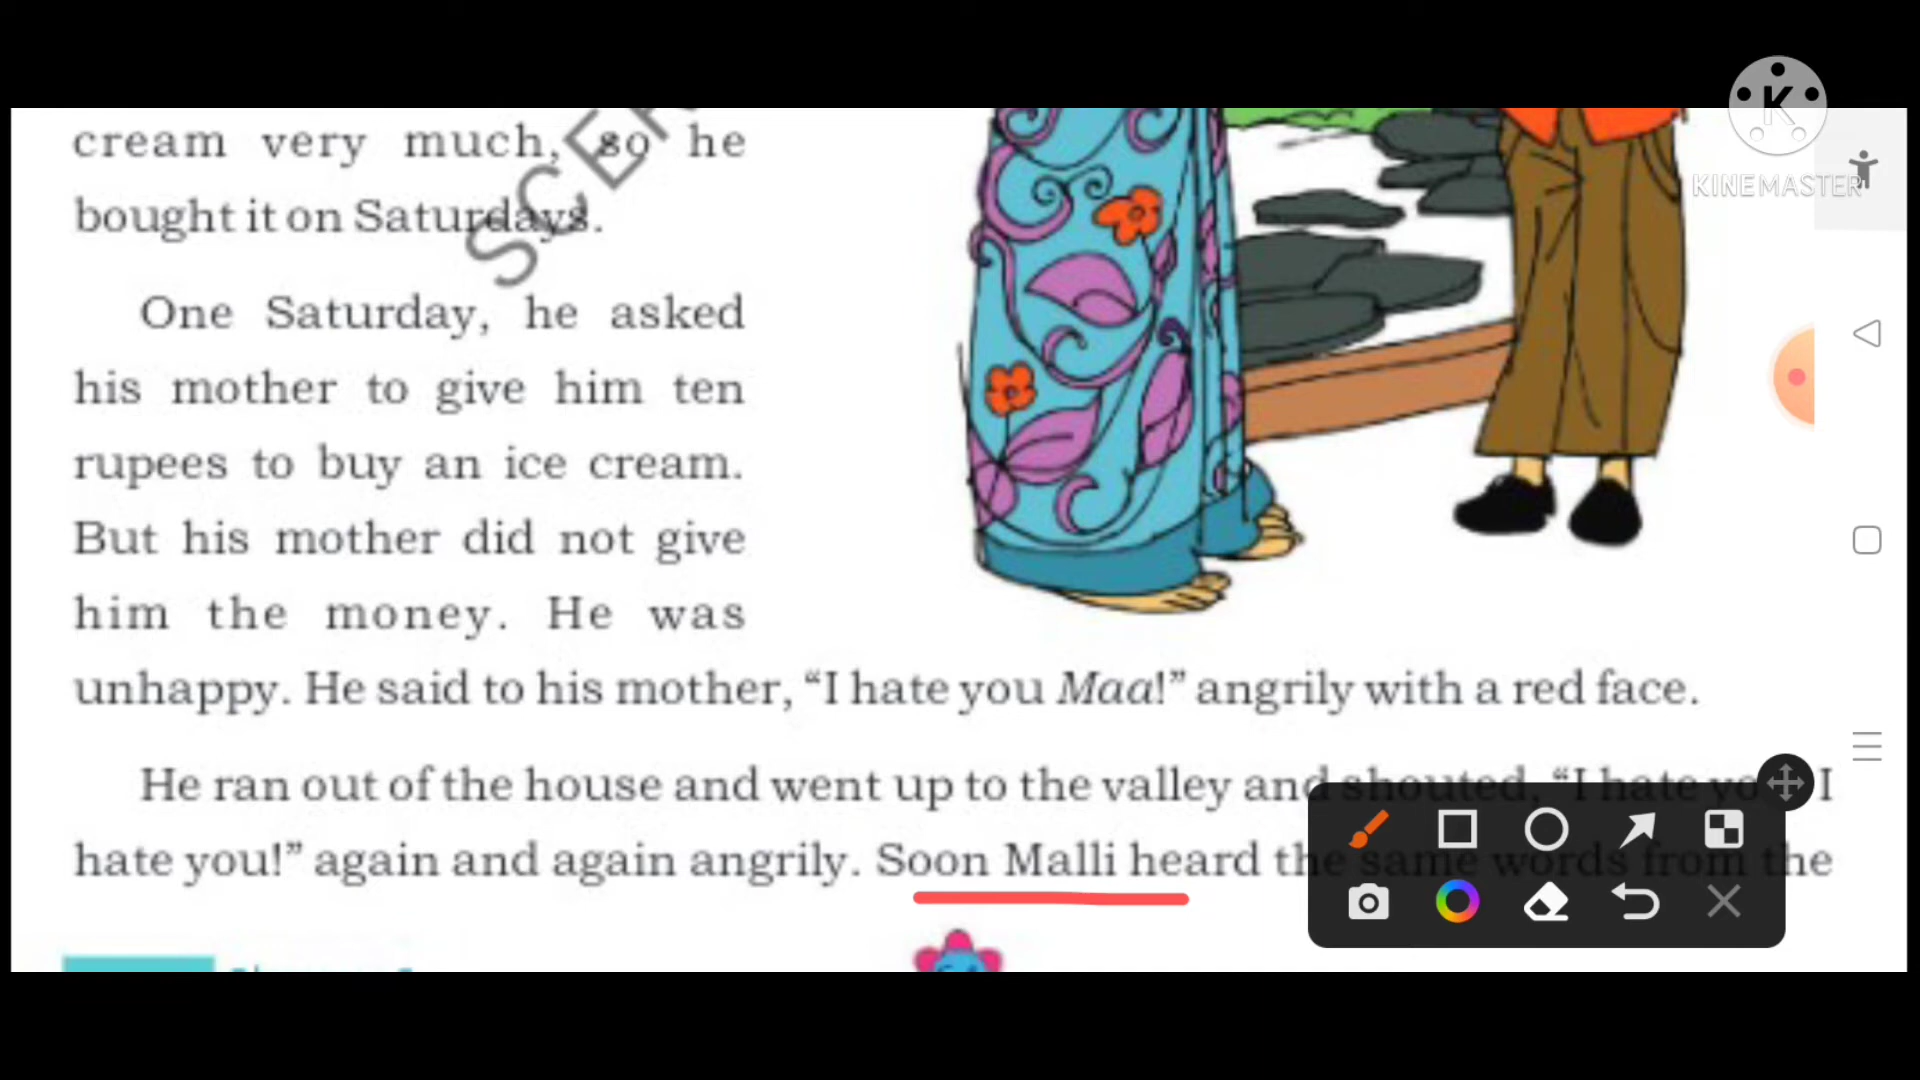 cream very much, so he
bought it on Saturdays.
One Saturday, he asked
his mother to give him ten
rupees to buy an ice cream.
But his mother did not give
him the money. He was
unhappy. He said to his mother, “I hate you Maa!” angrily with a red face.
He ran out of the house and went up to the valley and shouted, “I hate I
hate you!” again and again angrily. Soon Malli heard the same words from the
SCER
K
KINEMASTER